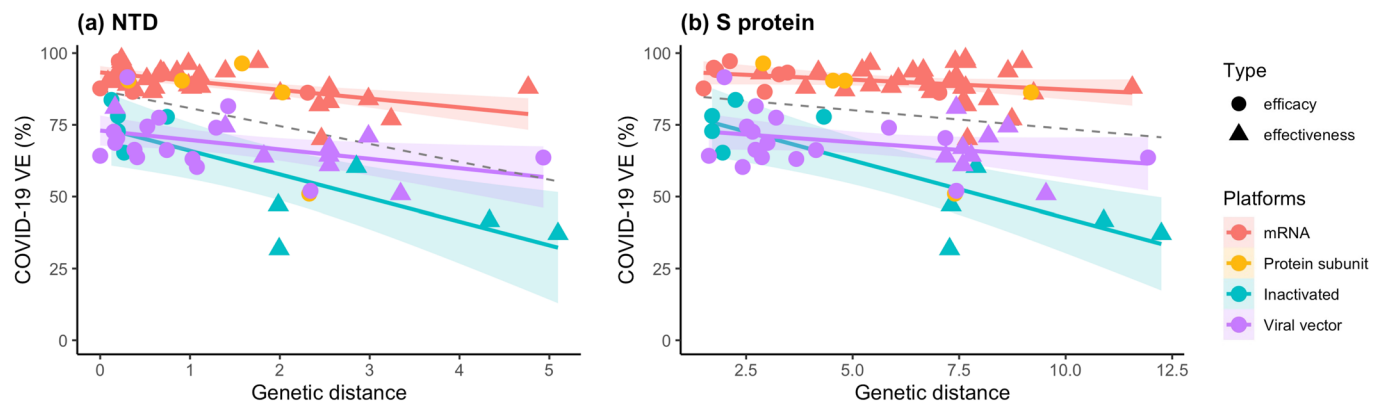 (a) NTD
(b) S protein
COVID-19 VE (%)
100
75
50
25
0
0 1 2 3 4 5
Genetic distance
COVID-19 VE (%)
100
75
50
25
0
2.5 5.0 7.5 10.0 12.5
Genetic distance
Type
efficacy
effectiveness
Platforms
mRNA
Protein subunit
Inactivated
Viral vector